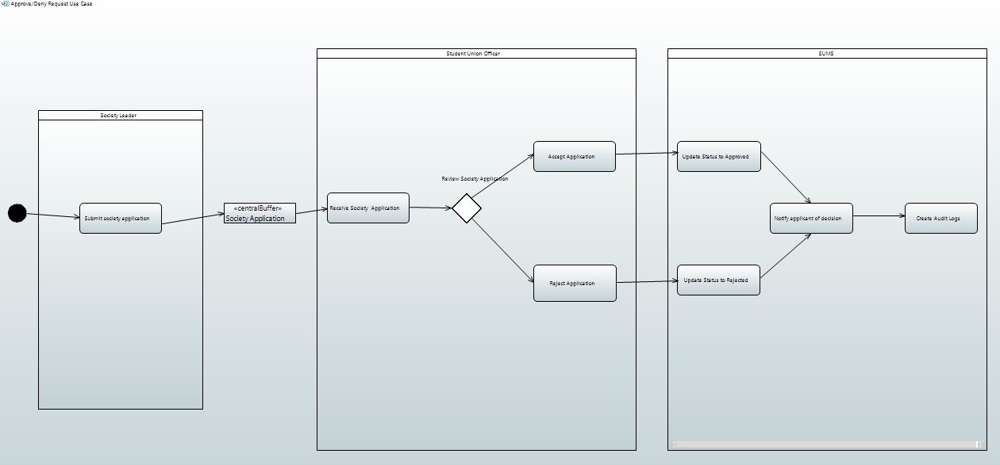 Approve/Deny Request Use Case
Society Leader
Submit society application
«centralBuffer»
Society Application
Student Union Officer
Receive Society Application
Review Society Application
Accept Application
Reject Application
SUMS
Update Status to Approved
Update Status to Rejected
Notify applicant of decision
Create Audit Logs